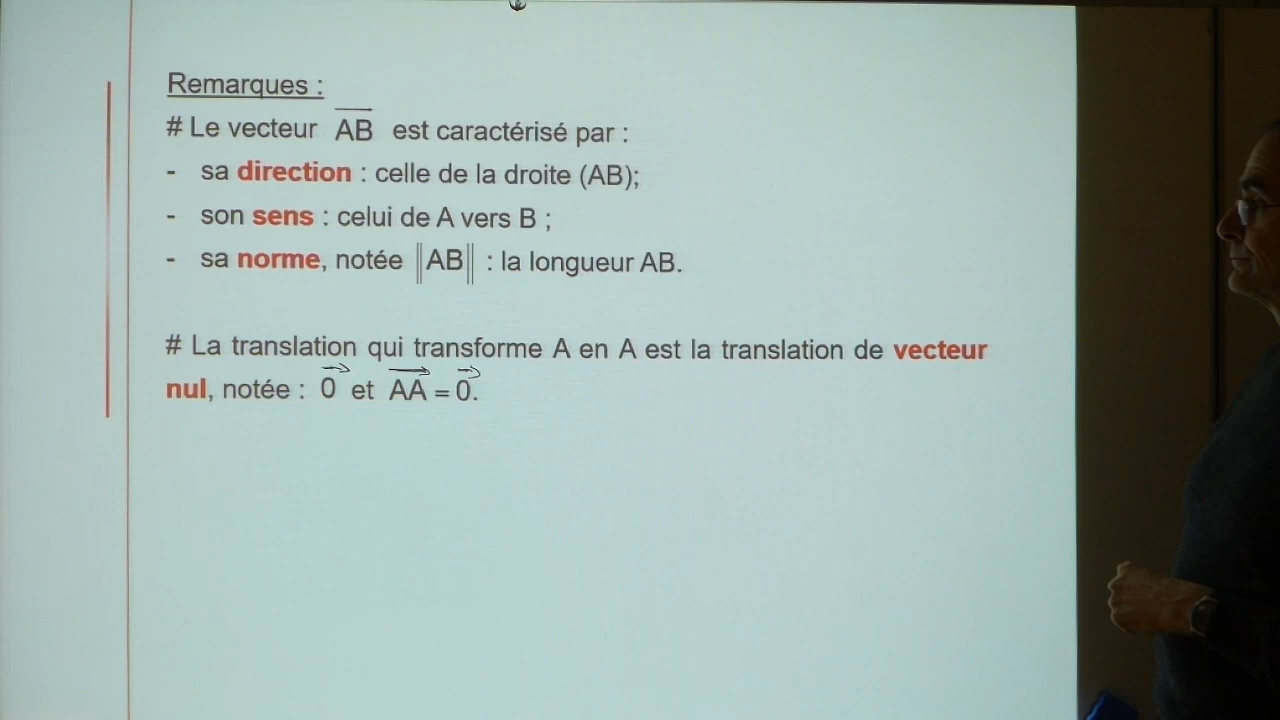 Remarques :
# Le vecteur AB est caractérisé par :
- sa direction : celle de la droite (AB);
- son sens : celui de A vers B ;
- sa norme, notée ||AB|| : la longueur AB.
# La translation qui transforme A en A est la translation de vecteur
nul, notée : 0⃗ et A⃗A⃗ = 0⃗.